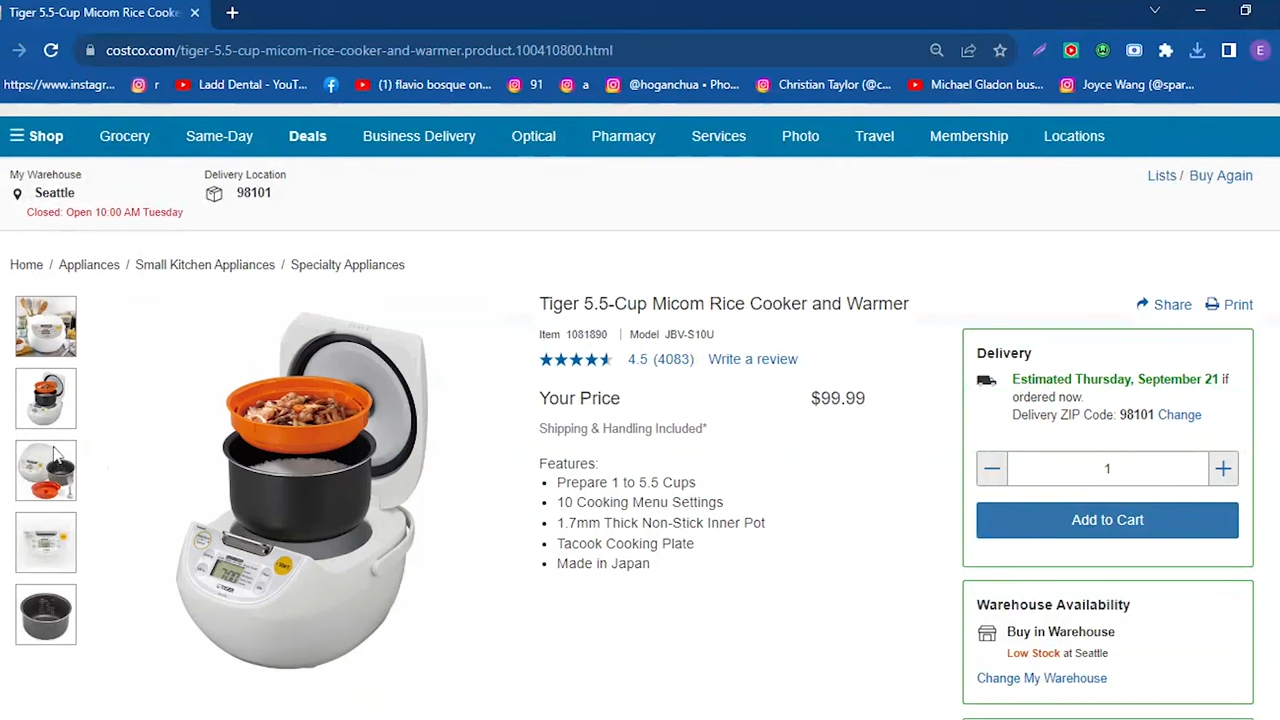 Tiger 5.5-Cup Micom Rice Cooke
costco.com/tiger-5.5-cup-micom-rice-cooker-and-warmer.product.100410800.html
E
https://www.instagr... r Ladd Dental - YouT... (1) flavio bosque on... 91 a @hoganchua • Pho... Christian Taylor (@c... Michael Gladon bus... Joyce Wang (@spar...
Shop Grocery Same-Day Deals Business Delivery Optical Pharmacy Services Photo Travel Membership Locations
My Warehouse
Seattle
Closed: Open 10:00 AM Tuesday
Delivery Location
98101
Lists / Buy Again
Home / Appliances / Small Kitchen Appliances / Specialty Appliances
Tiger 5.5-Cup Micom Rice Cooker and Warmer
Item 1081890 | Model JBV-S10U
4.5 (4083) Write a review
Your Price $99.99
Shipping & Handling Included*
Features:
• Prepare 1 to 5.5 Cups
• 10 Cooking Menu Settings
• 1.7mm Thick Non-Stick Inner Pot
• Tacook Cooking Plate
• Made in Japan
Share Print
Delivery
Estimated Thursday, September 21 if
ordered now.
Delivery ZIP Code: 98101 Change
1
Add to Cart
Warehouse Availability
Buy in Warehouse
Low Stock at Seattle
Change My Warehouse
7:00
TIGER